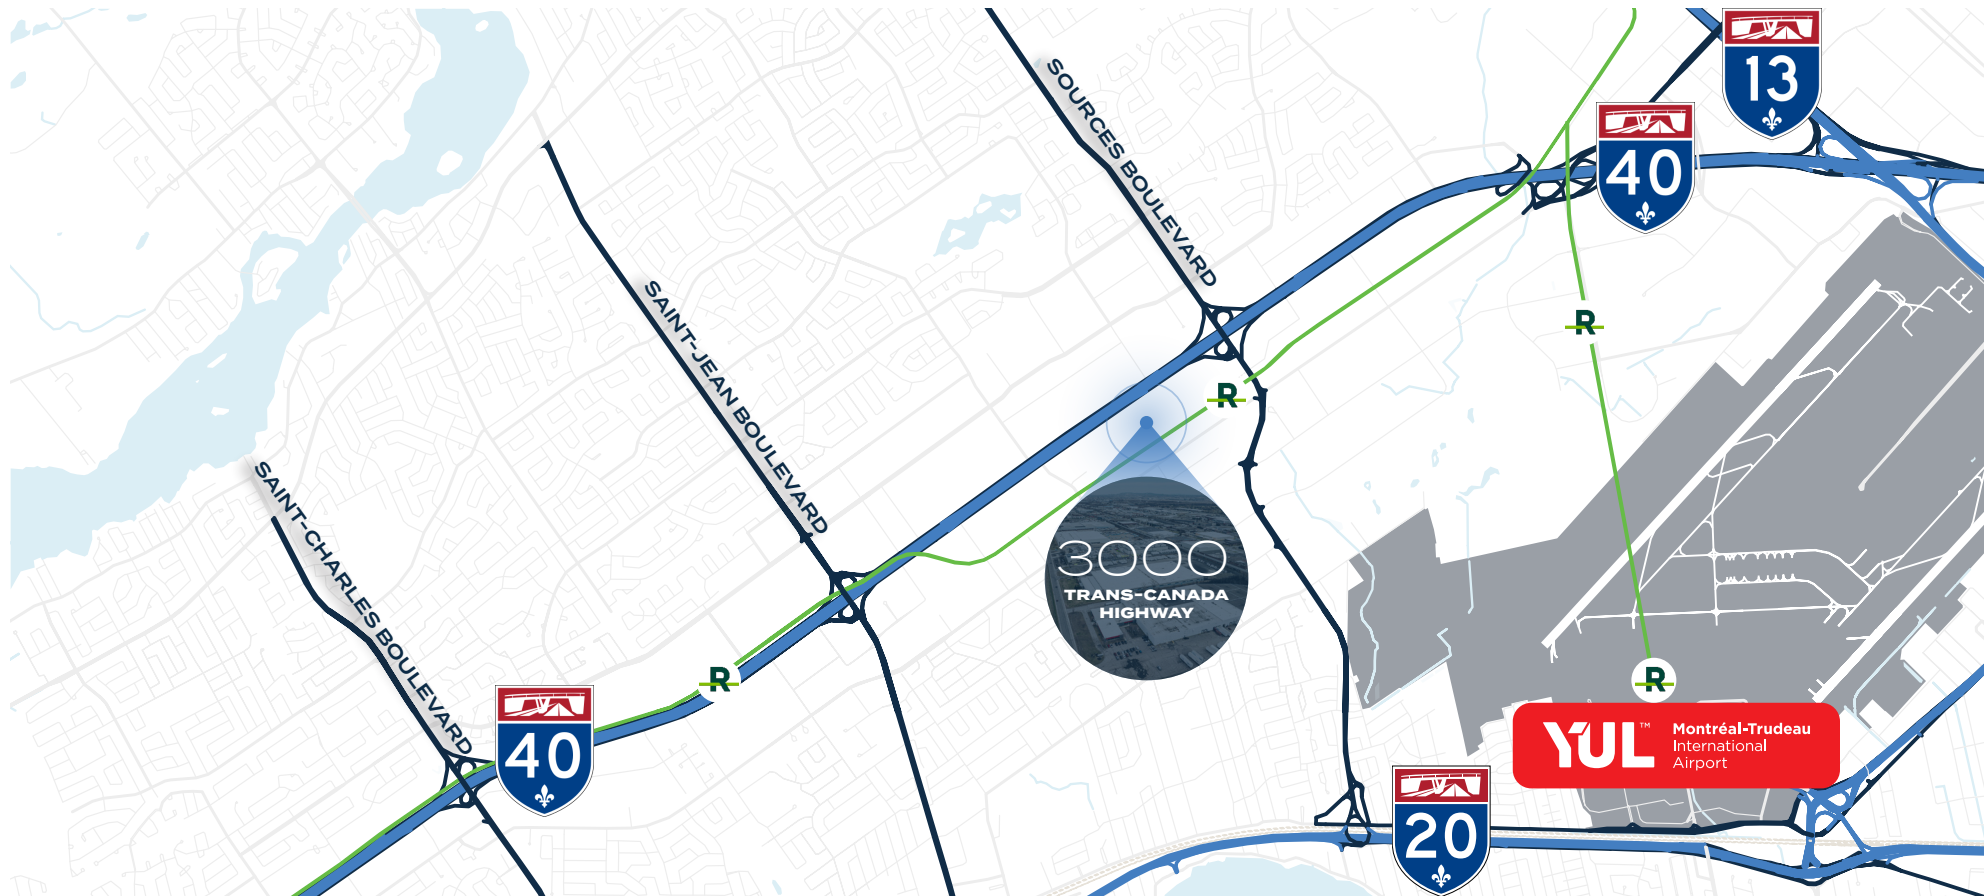 SOURCES BOULEVARD
13
40
SAINT-JEAN BOULEVARD
R
R
SAINT-CHARLES BOULEVARD
3000
TRANS-CANADA
HIGHWAY
R
R
40
YUL™
Montréal-Trudeau
International
Airport
20